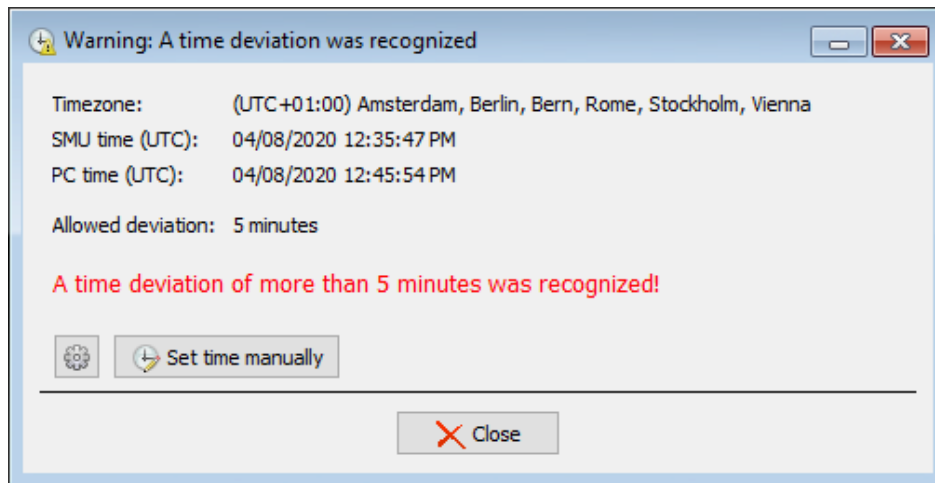 Warning: A time deviation was recognized
Timezone: (UTC+01:00) Amsterdam, Berlin, Bern, Rome, Stockholm, Vienna
SMU time (UTC): 04/08/2020 12:35:47 PM
PC time (UTC): 04/08/2020 12:45:54 PM
Allowed deviation: 5 minutes
A time deviation of more than 5 minutes was recognized!
Set time manually
Close